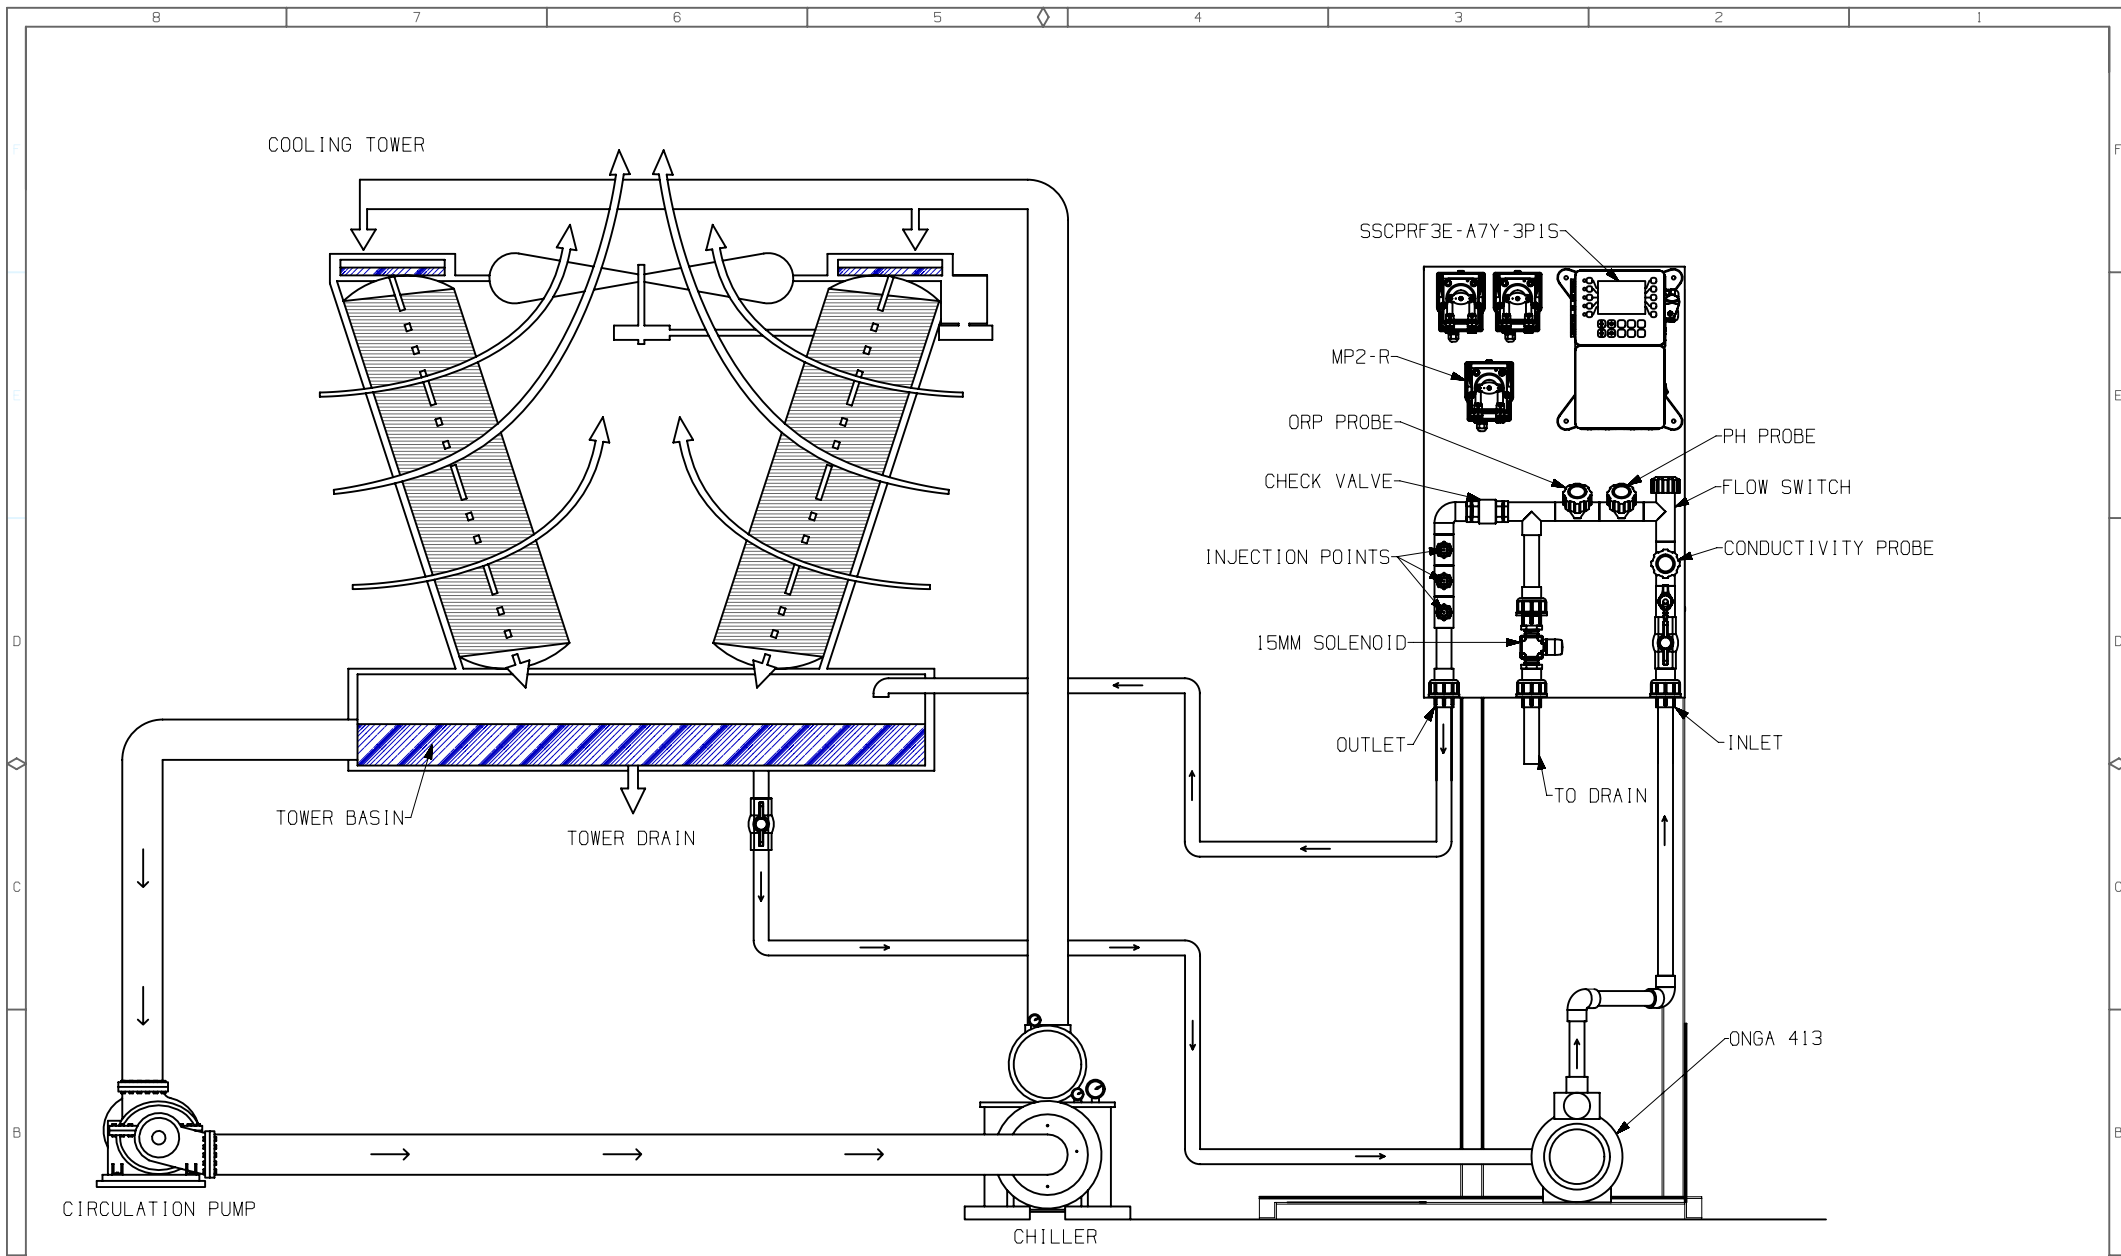 8 7 6 5 4 3 2 1
COOLING TOWER
F F
SSCPRF3E-A7Y-3P1S
MP2-R
E E
ORP PROBE
PH PROBE
CHECK VALVE
FLOW SWITCH
CONDUCTIVITY PROBE
INJECTION POINTS
D D
15MM SOLENOID
OUTLET
INLET
TO DRAIN
TOWER BASIN
TOWER DRAIN
C C
ONGA 413
B B
CIRCULATION PUMP
CHILLER